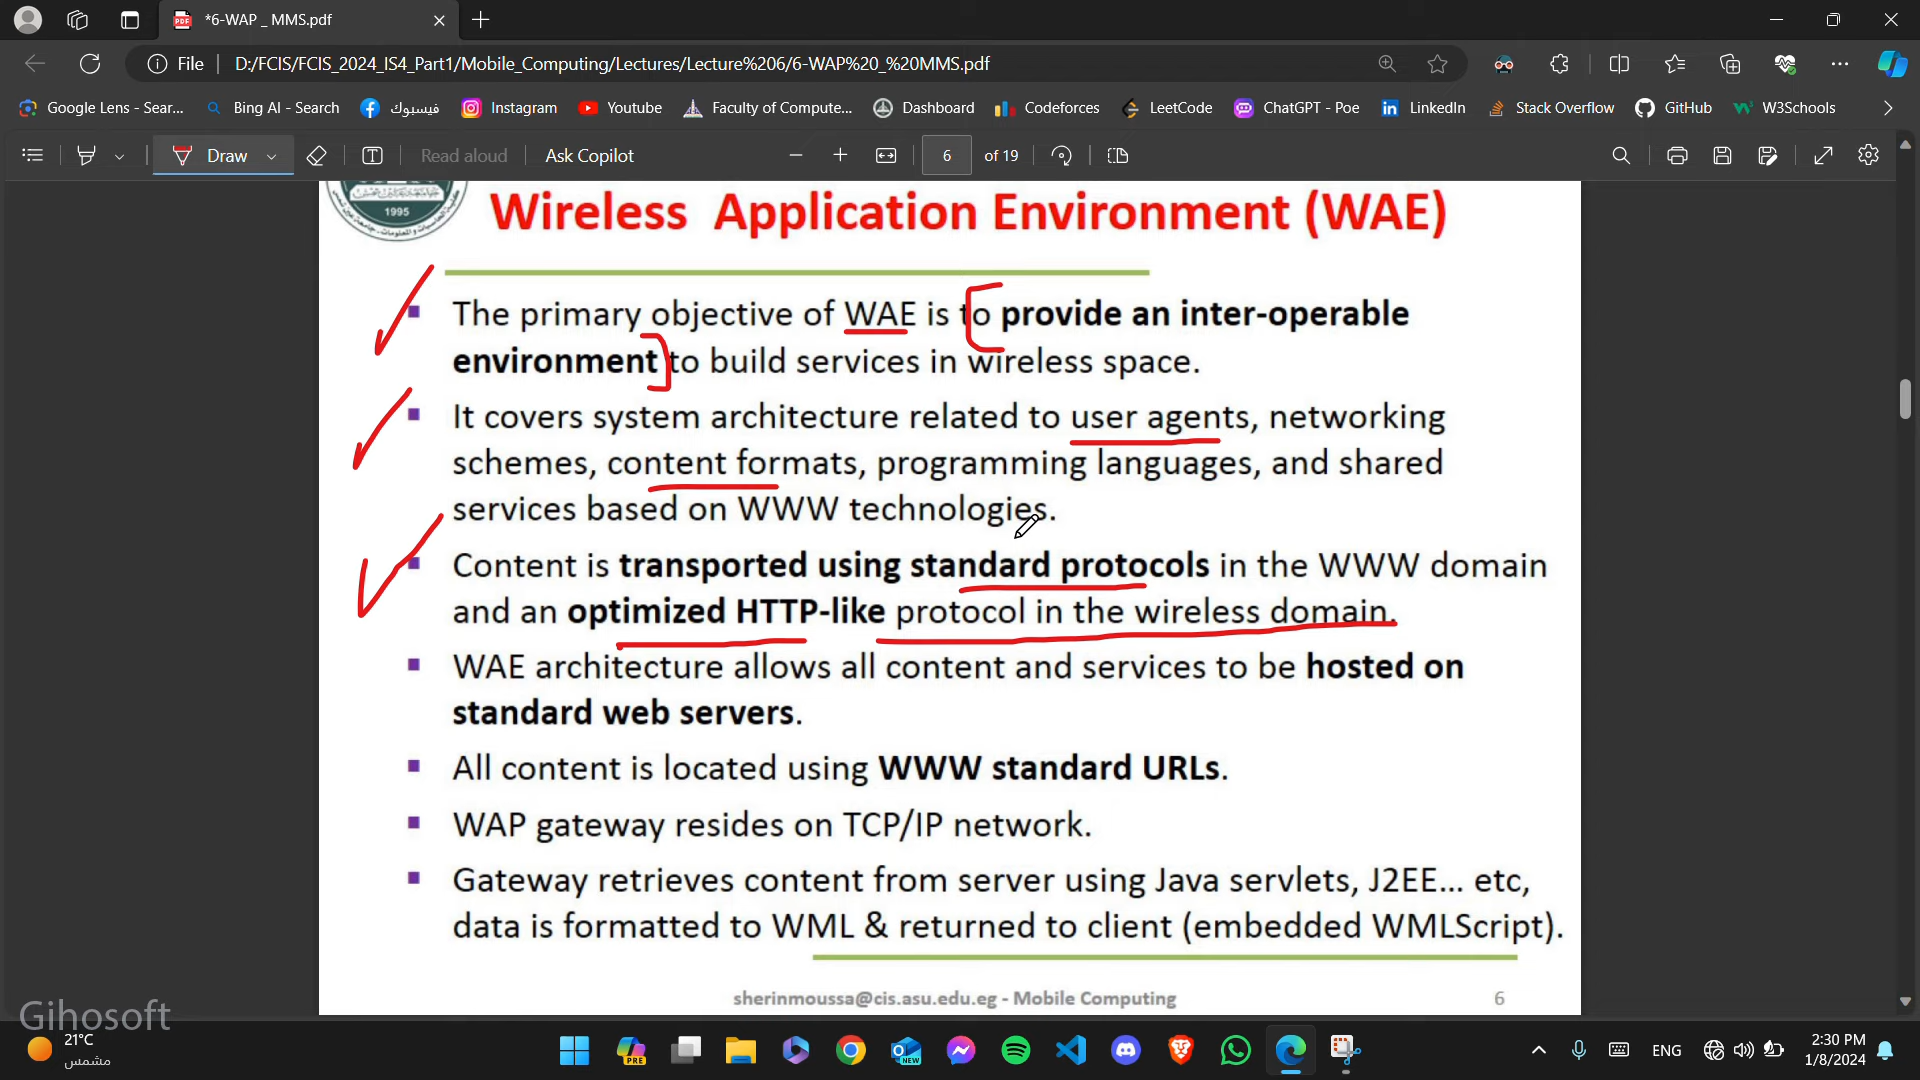 *6-WAP _ MMS.pdf
File
D:/FCIS/FCIS_2024_IS4_Part1/Mobile_Computing/Lectures/Lecture%206/6-WAP%20_%20MMS.pdf
Google Lens - Sear...
Bing AI - Search
فيسبوك
Instagram
Youtube
Faculty of Compute...
Dashboard
Codeforces
LeetCode
ChatGPT - Poe
LinkedIn
Stack Overflow
GitHub
W3Schools
Draw
Read aloud
Ask Copilot
6
of 19
1995
Wireless Application Environment (WAE)
The primary objective of WAE is to provide an inter-operable
environment to build services in wireless space.
It covers system architecture related to user agents, networking
schemes, content formats, programming languages, and shared
services based on WWW technologies.
Content is transported using standard protocols in the WWW domain
and an optimized HTTP-like protocol in the wireless domain.
WAE architecture allows all content and services to be hosted on
standard web servers.
All content is located using WWW standard URLs.
WAP gateway resides on TCP/IP network.
Gateway retrieves content from server using Java servlets, J2EE... etc,
data is formatted to WML & returned to client (embedded WMLScript).
sherinmoussa@cis.asu.edu.eg - Mobile Computing
6
Gihosoft
21°C
مشمس
PRE
NEW
ENG
2:30 PM
1/8/2024